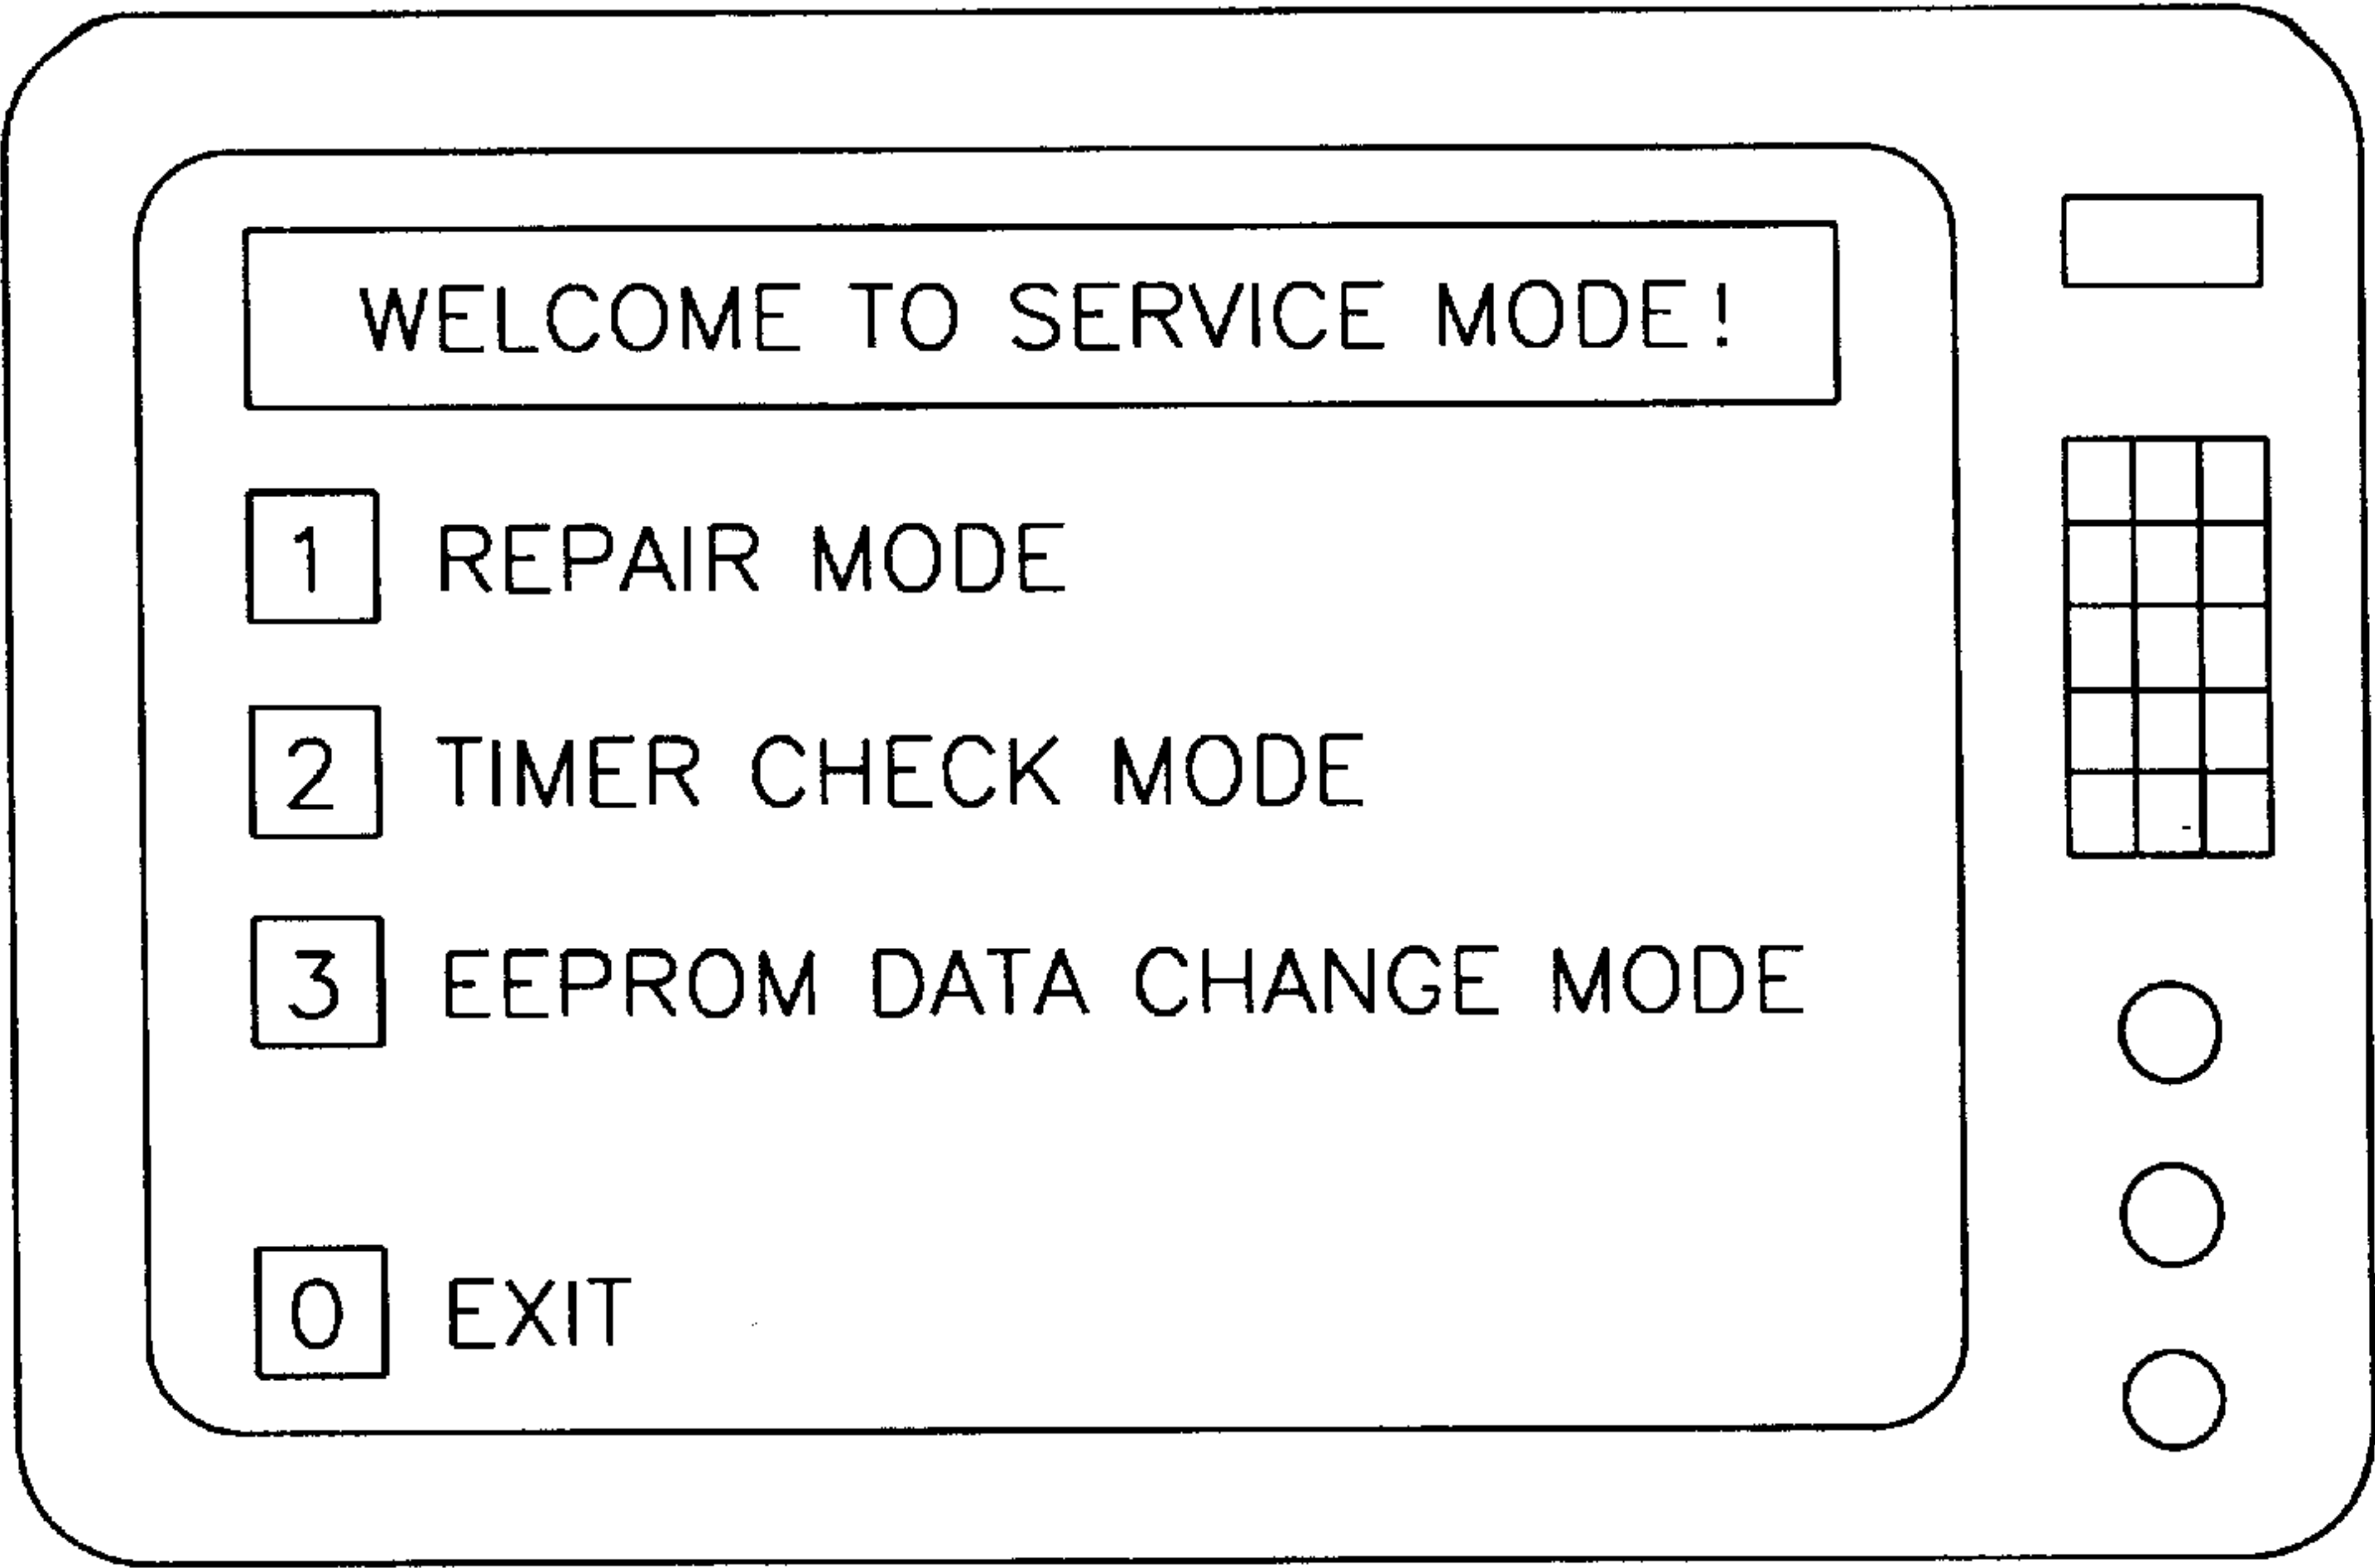 WELCOME TO SERVICE MODE!
1 REPAIR MODE
2 TIMER CHECK MODE
3 EEPROM DATA CHANGE MODE
0 EXIT